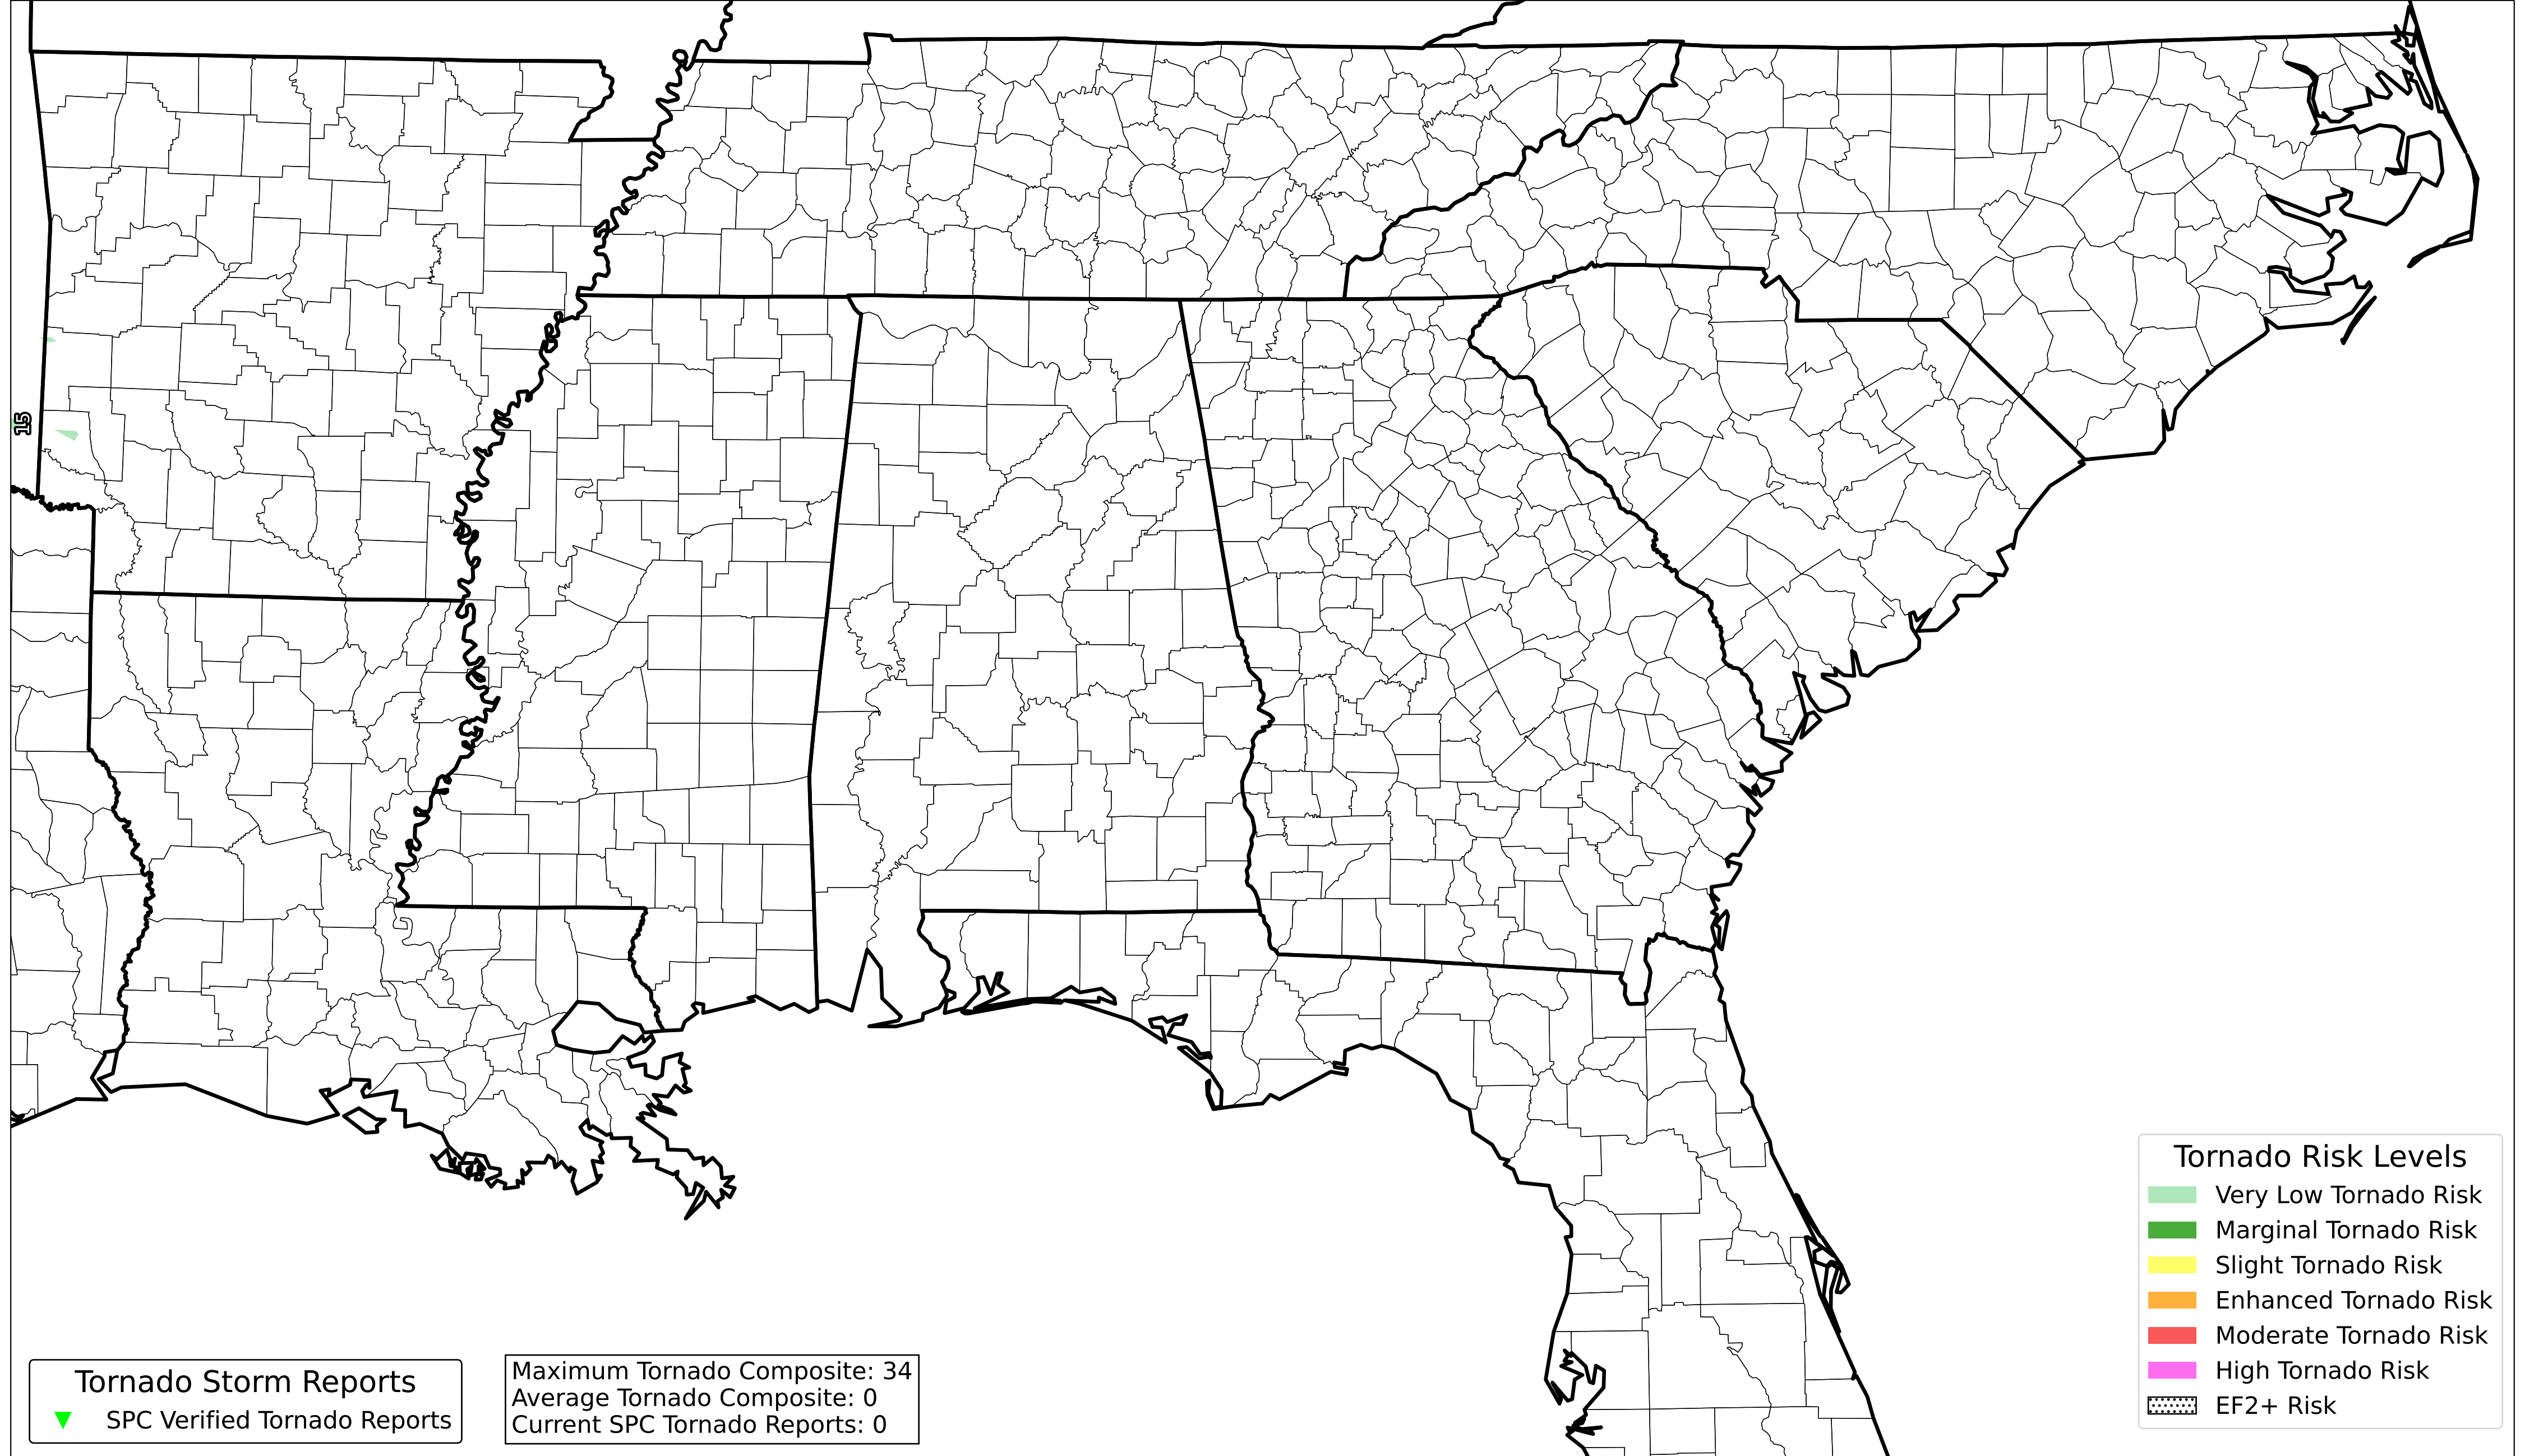 15
Tornado Risk Levels
Very Low Tornado Risk
Marginal Tornado Risk
Slight Tornado Risk
Enhanced Tornado Risk
Moderate Tornado Risk
High Tornado Risk
EF2+ Risk
Tornado Storm Reports
SPC Verified Tornado Reports
Maximum Tornado Composite: 34
Average Tornado Composite: 0
Current SPC Tornado Reports: 0